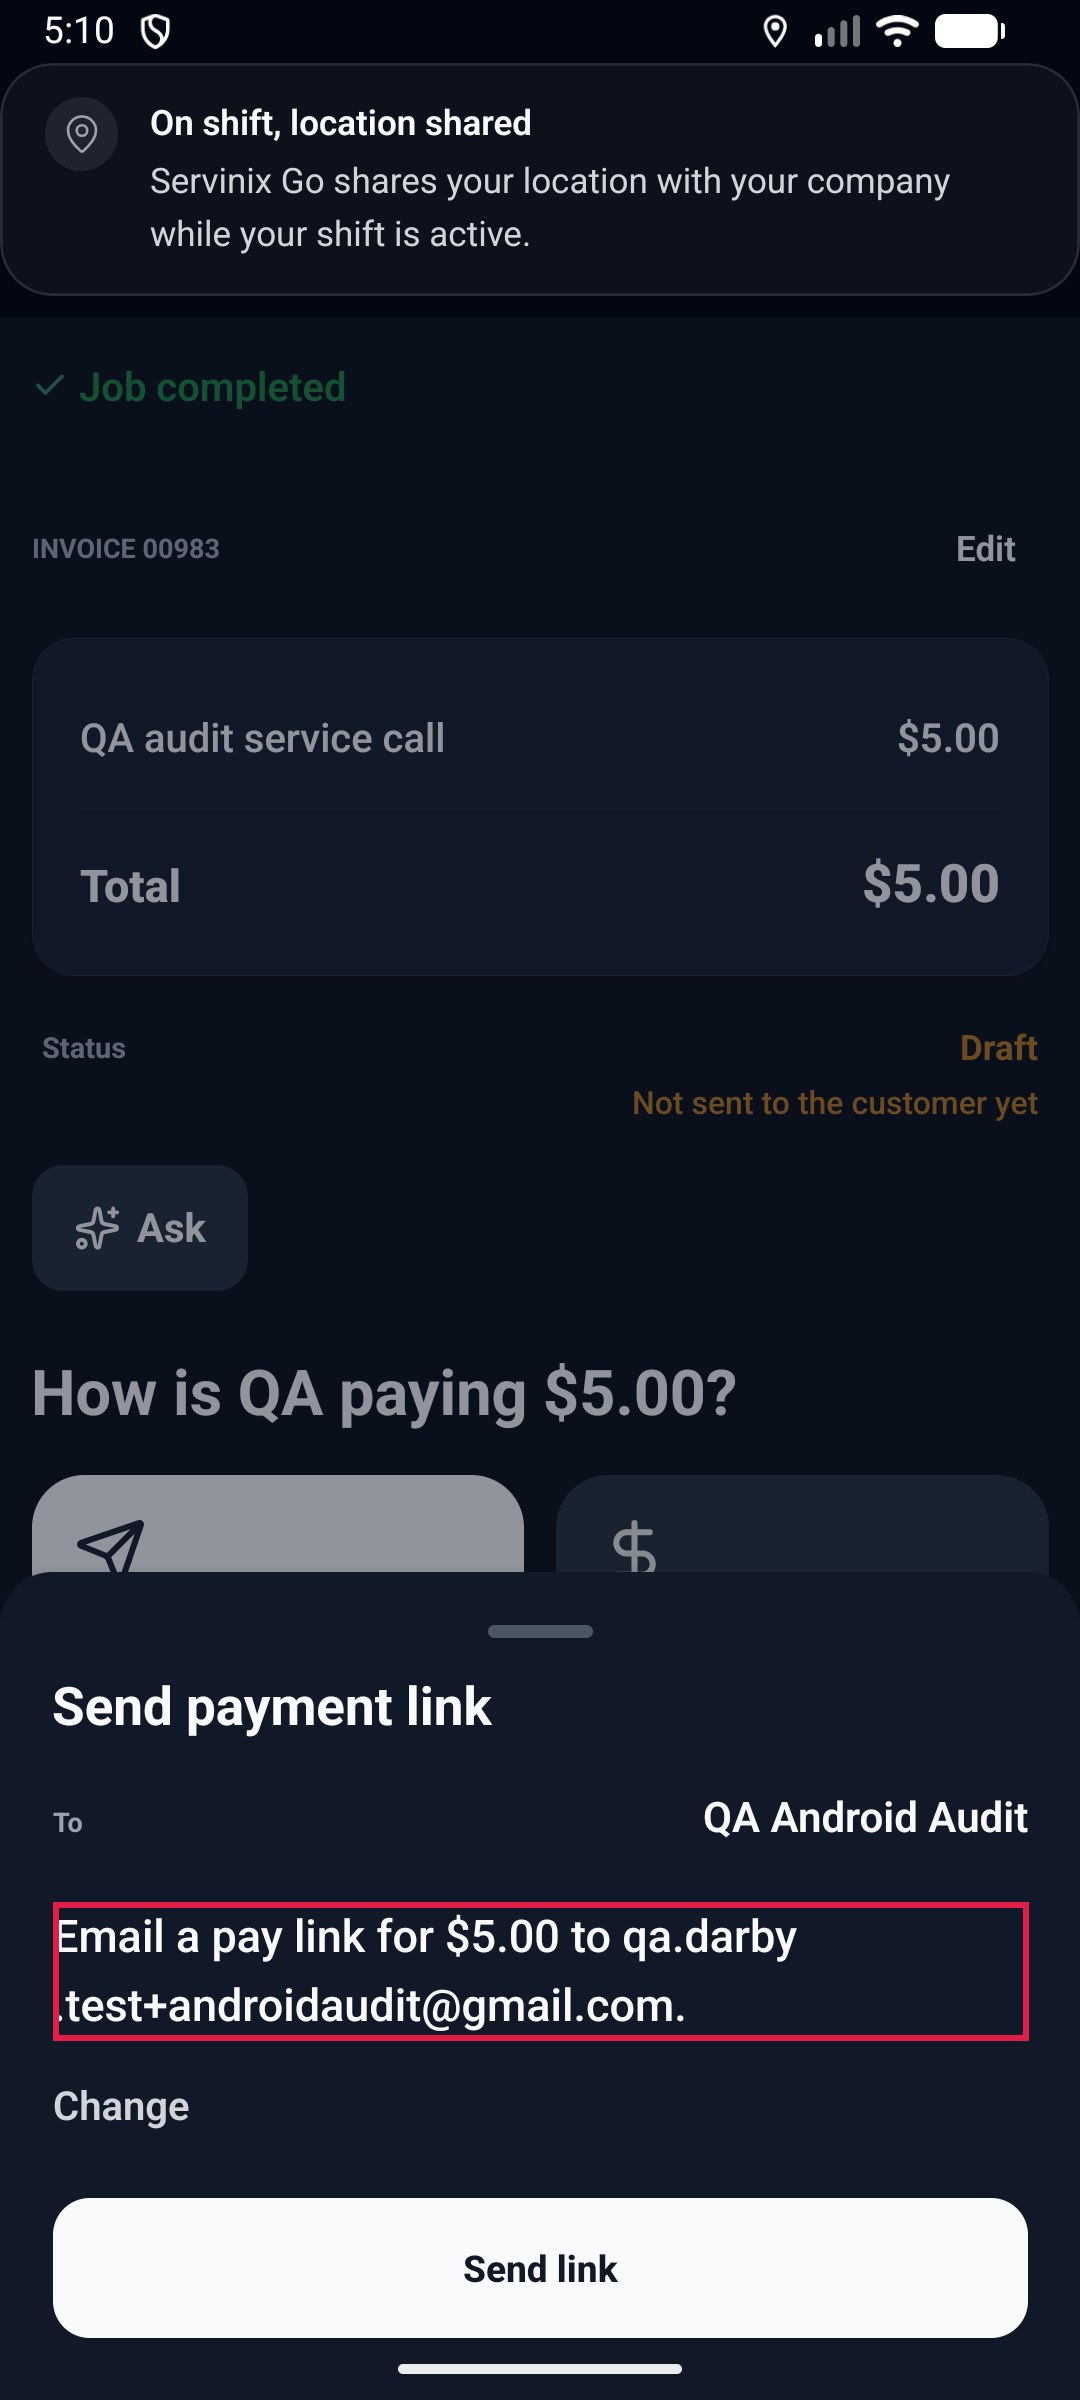 5:10
On shift, location shared
Servinix Go shares your location with your company
while your shift is active.
Job completed
INVOICE 00983
Edit
QA audit service call
$5.00
Total
$5.00
Status
Draft
Not sent to the customer yet
Ask
How is QA paying $5.00?
Send payment link
To
QA Android Audit
Email a pay link for $5.00 to qa.darby
.test+androidaudit@gmail.com.
Change
Send link